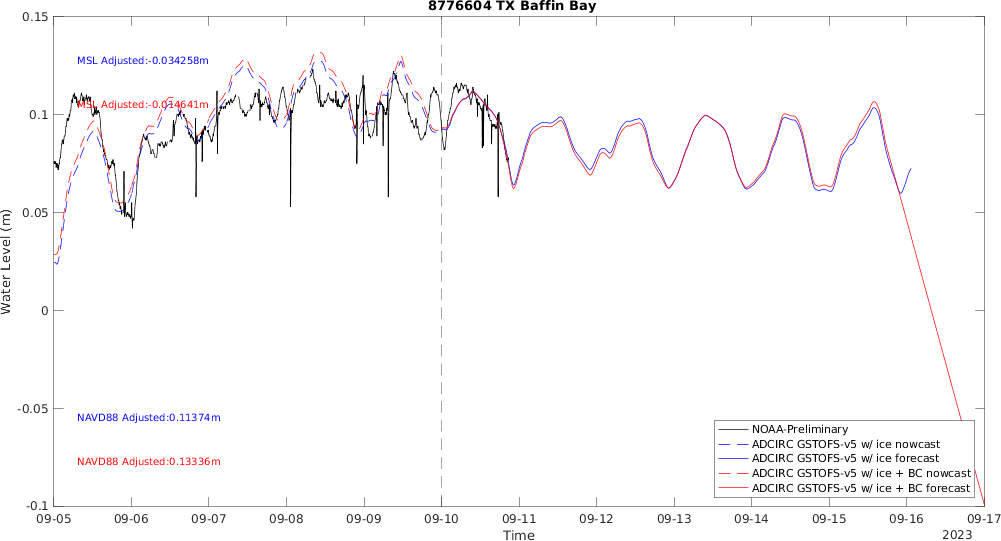 8776604 TX Baffin Bay
0.15
MSL Adjusted:-0.034258m
MSL Adjusted:-0.014641m
0.1
0.05
Water Level (m)
0
-0.05
NAVD88 Adjusted:0.11374m
NAVD88 Adjusted:0.13336m
NOAA-Preliminary
ADCIRC GSTOFS-v5 w/ ice nowcast
ADCIRC GSTOFS-v5 w/ ice forecast
ADCIRC GSTOFS-v5 w/ ice + BC nowcast
ADCIRC GSTOFS-v5 w/ ice + BC forecast
-0.1
09-05 09-06 09-07 09-08 09-09 09-10 09-11 09-12 09-13 09-14 09-15 09-16 09-17
Time
2023